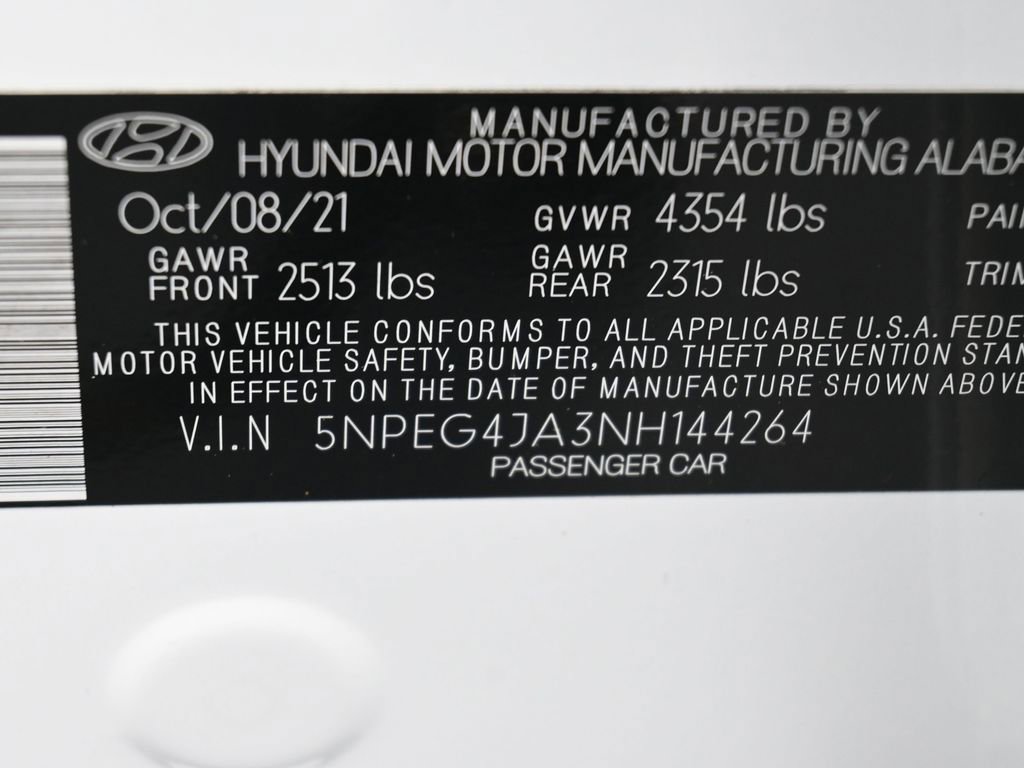 MANUFACTURED BY
HYUNDAI MOTOR MANUFACTURING
Oct/08/21 GVWR 4354 lbs
GAWR FRONT 2513 lbs GAWR REAR 2315 lbs
THIS VEHICLE CONFORMS TO ALL APPLICABLE U.S.A.
MOTOR VEHICLE SAFETY, BUMPER, AND THEFT PREVENTION
IN EFFECT ON THE DATE OF MANUFACTURE SHOWN ABOVE
V.I.N 5NPEG4JA3NH144264
PASSENGER CAR